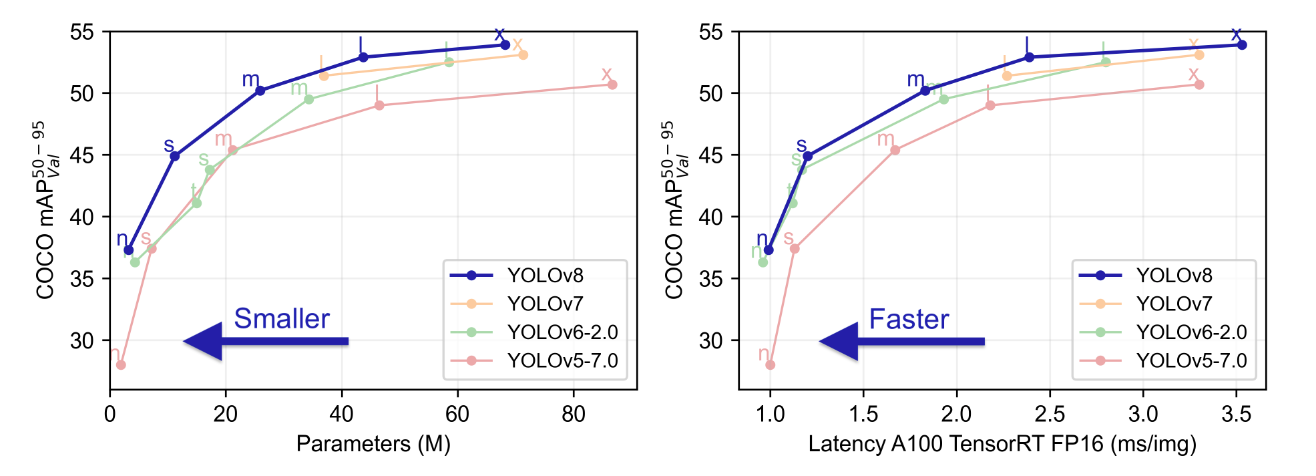 COCO mAP50-95 Val
55
50
45
40
35
30
n
s
m
l
x
l
x
n
t
s
m
l
n
s
m
l
x
Smaller
YOLOv8
YOLOv7
YOLOv6-2.0
YOLOv5-7.0
0 20 40 60 80
Parameters (M)
COCO mAP50-95 Val
55
50
45
40
35
30
n
s
m
l
x
l
x
n
t
s
m
l
n
s
m
l
x
Faster
YOLOv8
YOLOv7
YOLOv6-2.0
YOLOv5-7.0
1.0 1.5 2.0 2.5 3.0 3.5
Latency A100 TensorRT FP16 (ms/img)